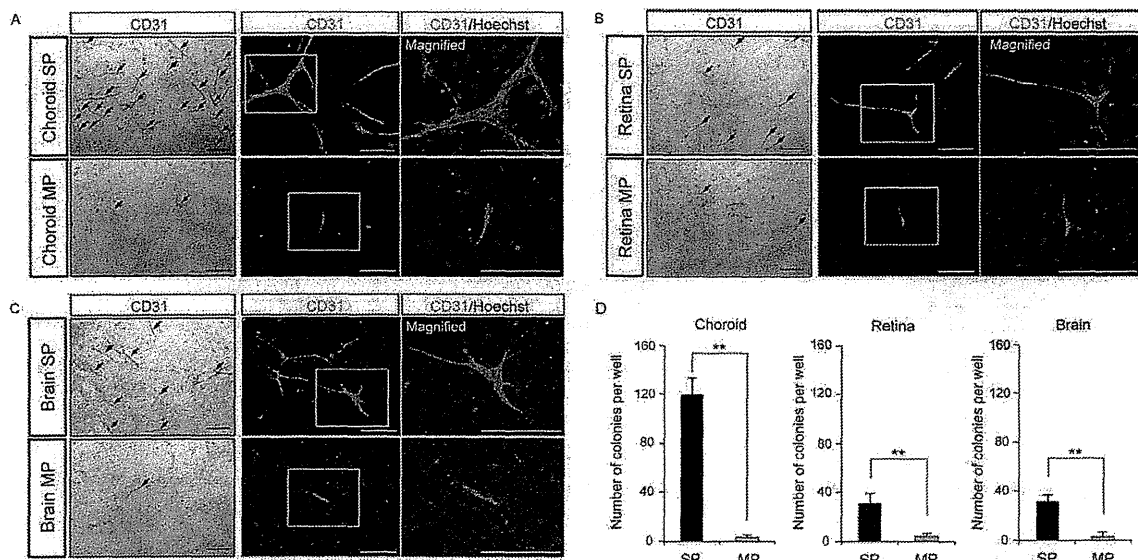 A
CD31
CD31
CD31/Hoechst
Choroid SP
Magnified
Choroid MP
B
CD31
CD31
CD31/Hoechst
Retina SP
Magnified
Retina MP
C
CD31
CD31
CD31/Hoechst
Brain SP
Magnified
Brain MP
D
Choroid
Number of colonies per well
160
120
80
40
0
**
SP
MP
Retina
Number of colonies per well
160
120
80
40
0
**
SP
MP
Brain
Number of colonies per well
160
120
80
40
0
**
SP
MP